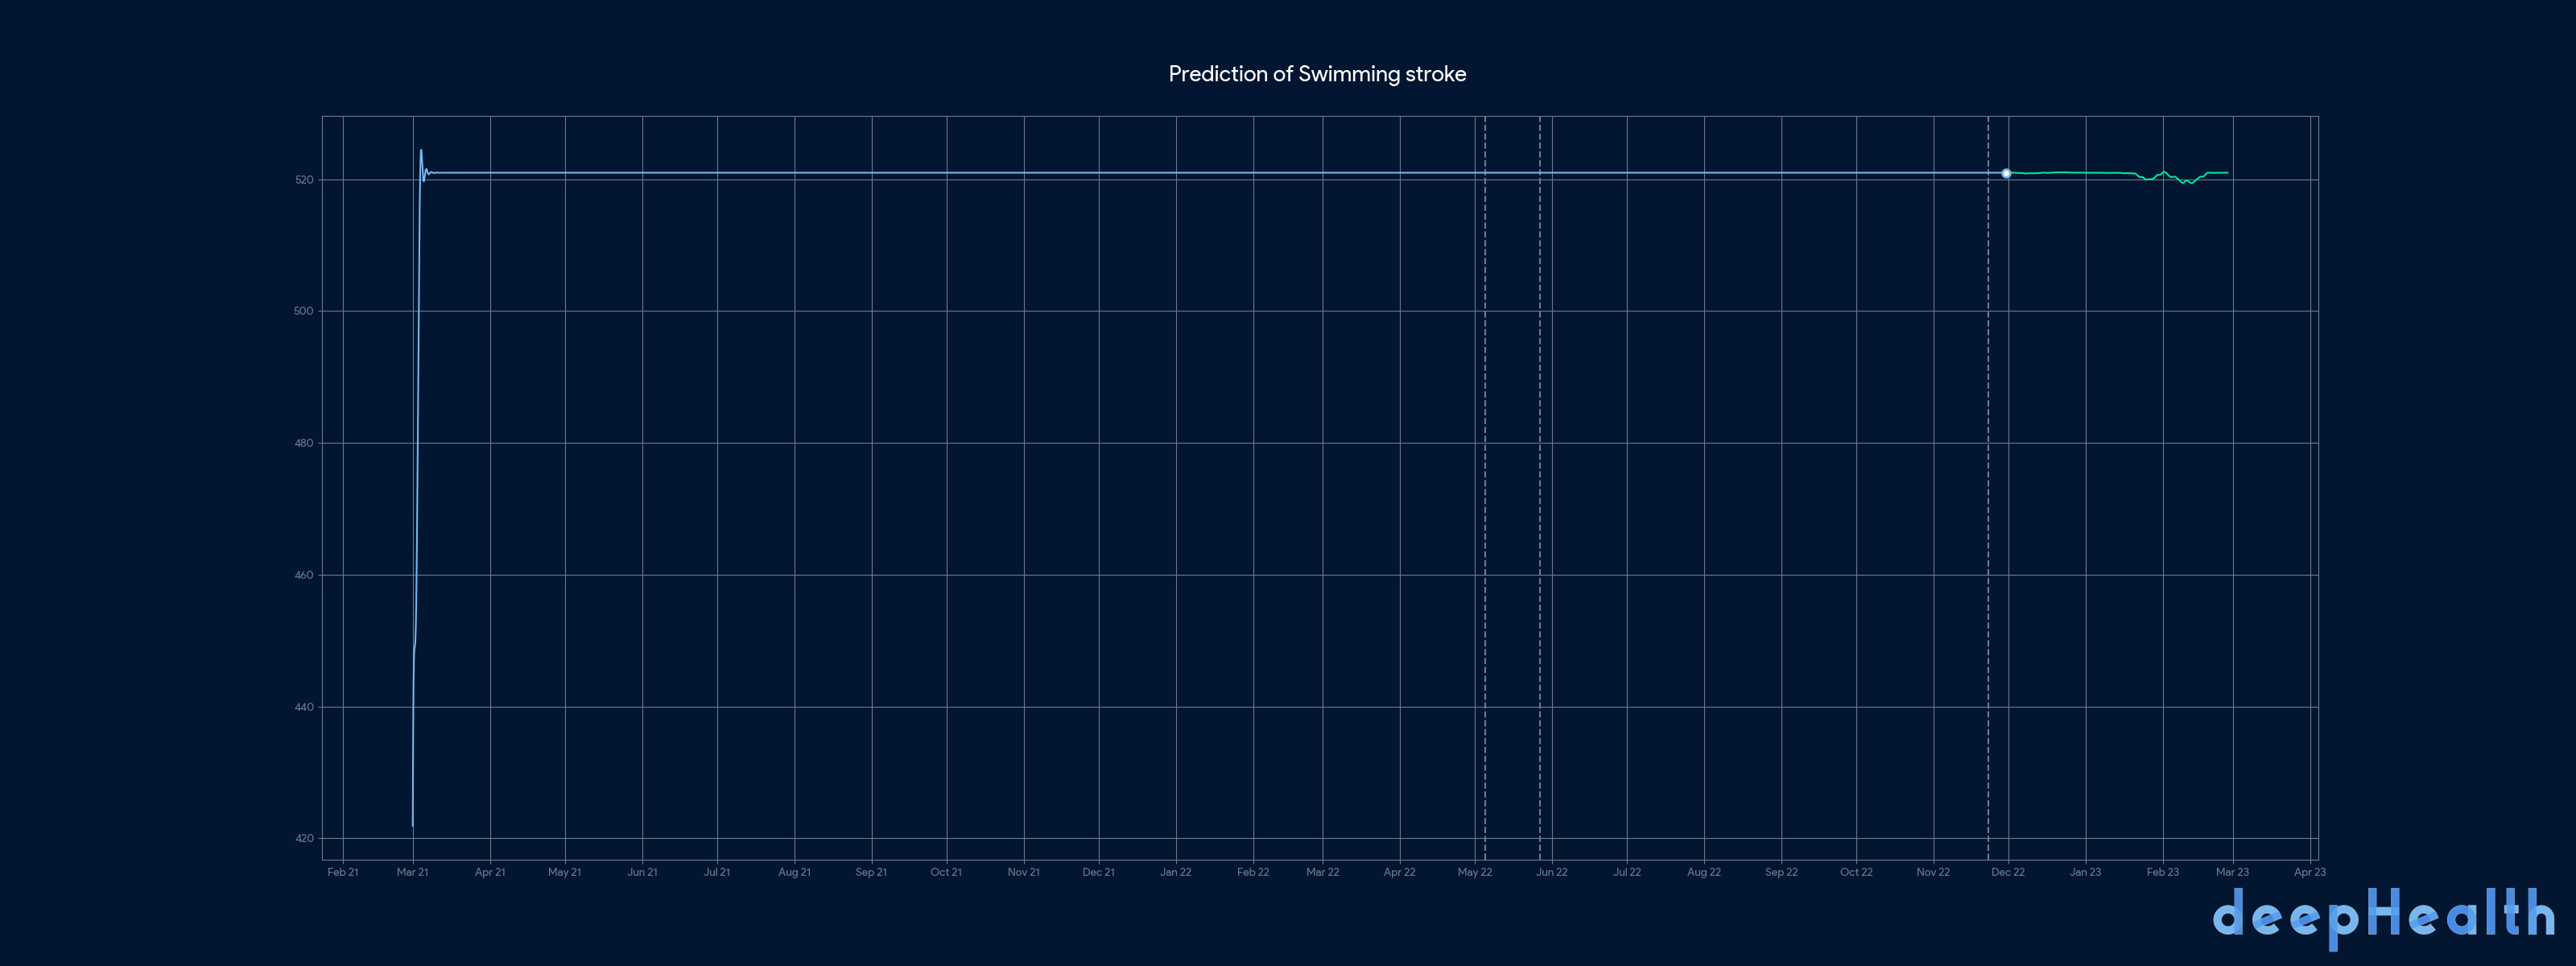 Prediction of Swimming stroke
520
500
480
460
440
420
Feb 21 Mar 21 Apr 21 May 21 Jun 21 Jul 21 Aug 21 Sep 21 Oct 21 Nov 21 Dec 21 Jan 22 Feb 22 Mar 22 Apr 22 May 22 Jun 22 Jul 22 Aug 22 Sep 22 Oct 22 Nov 22 Dec 22 Jan 23 Feb 23 Mar 23 Apr 23
deepHealth